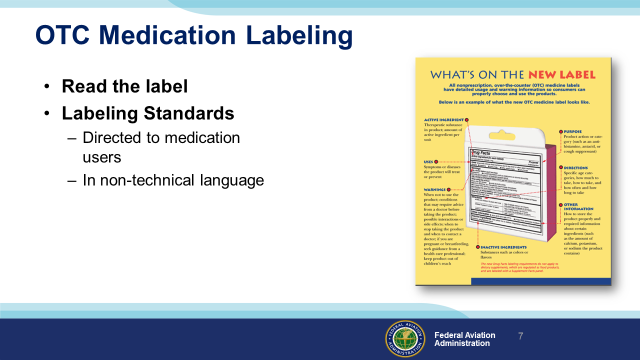 OTC Medication Labeling
• Read the label
• Labeling Standards
– Directed to medication
users
– In non-technical language
WHAT'S ON THE NEW LABEL
All nonprescription, over-the-counter (OTC) medicine labels
have detailed usage and warning information so consumers can
properly choose and use the products.
Below is an example of what the new OTC medicine label looks like.
ACTIVE INGREDIENT
Therapeutic substance
in product; amount of
active ingredient per
unit
USES
Symptoms or diseases
the product will treat
or prevent
WARNINGS
When not to use the
product; conditions
that may require advice
from a doctor before
taking the product;
possible interactions or
side effects; when to
stop taking the product
and when to contact a
doctor; if you are
pregnant or breastfeeding,
seek guidance from a
health care professional;
keep product out of
children's reach
Drug Facts
INACTIVE INGREDIENTS
Substances such as colors or
flavors
PURPOSE
Product action or cate-
gory (such as an anti-
histamine, antacid, or
cough suppressant)
DIRECTIONS
Specific age cate-
gories, how much to
take, how to take, and
how often and how
long to take
OTHER
INFORMATION
How to store the
product properly and
required information
about certain
ingredients (such
as the amount of
calcium, potassium,
or sodium the product
contains)
Federal Aviation
Administration
7